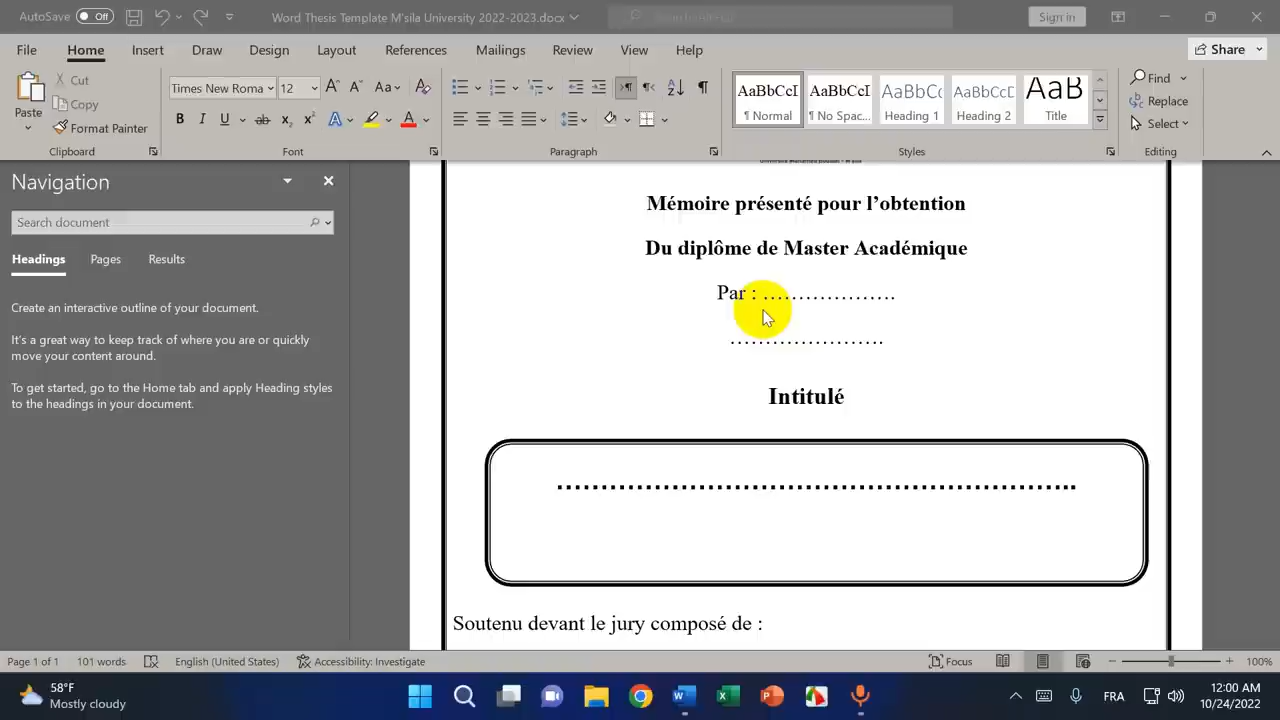 AutoSave Off Word Thesis Template M'sila University 2022-2023.docx Sign in
File Home Insert Draw Design Layout References Mailings Review View Help Share
Paste Cut Copy Format Painter
Times New Roma 12
AaBbCcI AaBbCcI AaBbCc AaBbCcD AaB
¶ Normal ¶ No Spac... Heading 1 Heading 2 Title
Find Replace Select
Clipboard Font Paragraph Styles Editing
Navigation
Search document
Headings Pages Results
Create an interactive outline of your document.
It's a great way to keep track of where you are or quickly
move your content around.
To get started, go to the Home tab and apply Heading styles
to the headings in your document.
Mémoire présenté pour l'obtention
Du diplôme de Master Académique
Par : ……………….
………………….
Intitulé
…………………………………………………..
Soutenu devant le jury composé de :
Page 1 of 1 101 words English (United States) Accessibility: Investigate Focus 100%
58°F
Mostly cloudy
FRA
12:00 AM
10/24/2022